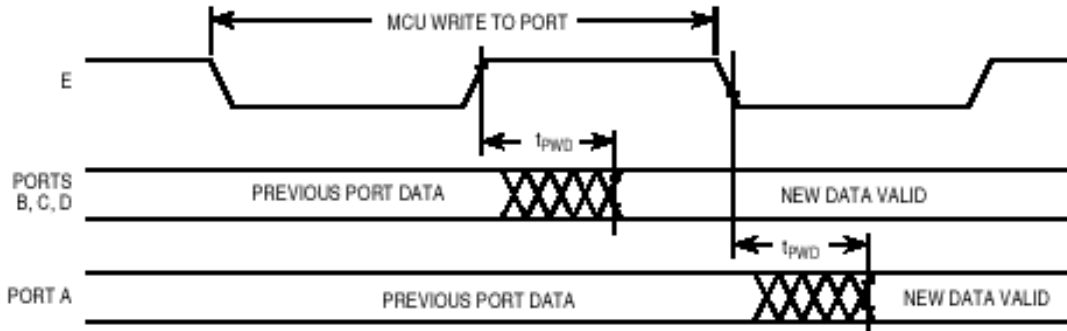 MCU WRITE TO PORT
E
tPWD
PORTS
B, C, D
PREVIOUS PORT DATA
NEW DATA VALID
tPWD
PORT A
PREVIOUS PORT DATA
NEW DATA VALID